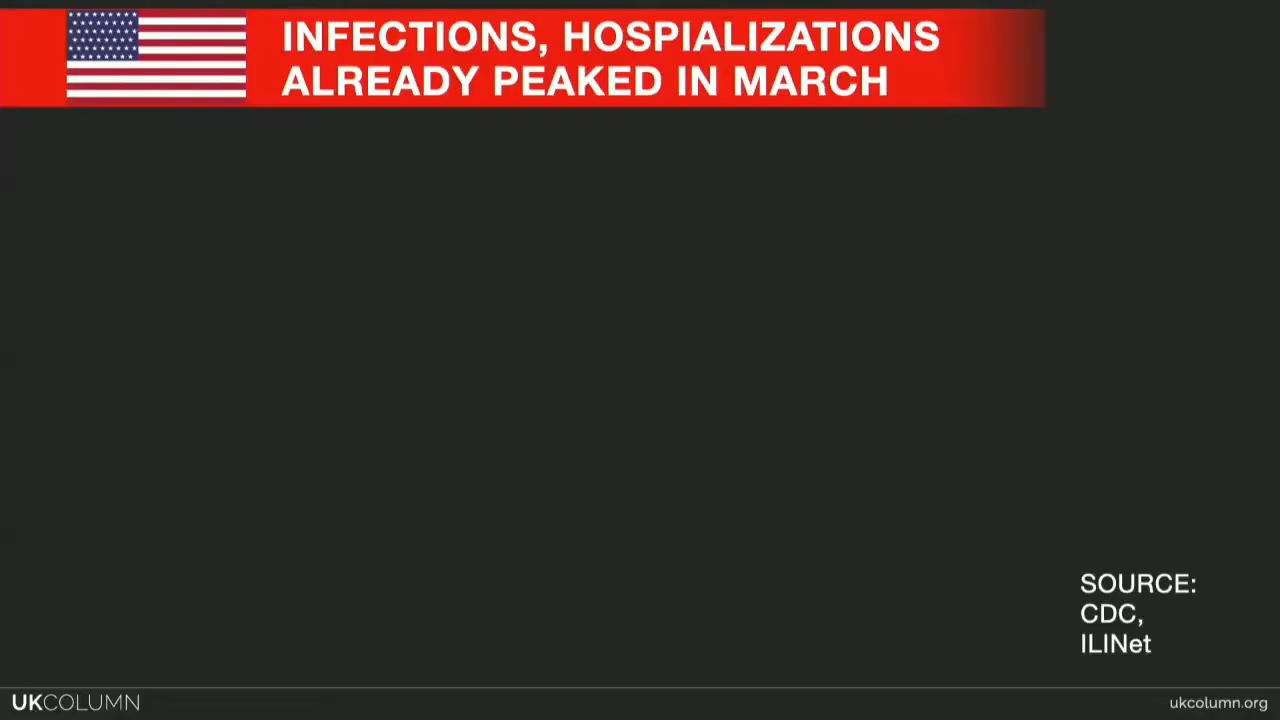 INFECTIONS, HOSPIALIZATIONS
ALREADY PEAKED IN MARCH
SOURCE:
CDC,
ILINet
UKCOLUMN
ukcolumn.org